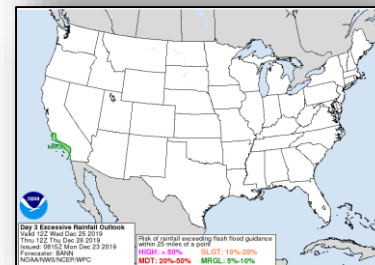 MRGL
noaa
Day 3 Excessive Rainfall Outlook
Valid 12Z Wed Dec 25 2019
Thru 12Z Thu Dec 26 2019
Issued: 0815Z Mon Dec 23 2019
Forecaster: BANN
NOAA/NWS/NCEP/WPC
Risk of rainfall exceeding flash flood guidance
within 25 miles of a point
HIGH: > 50% SLGT: 10%-20%
MDT: 20%-50% MRGL: 5%-10%